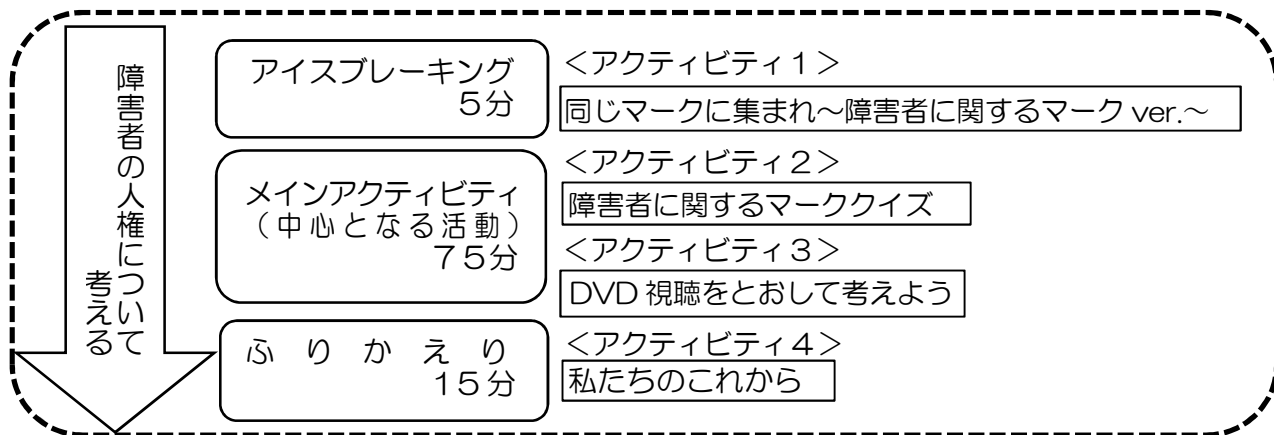 障害者の人権について
考える
アイスブレーキング
5分
<アクティビティ1>
同じマークに集まれ~障害者に関するマーク ver.~
メインアクティビティ
(中心となる活動)
75分
<アクティビティ2>
障害者に関するマーククイズ
<アクティビティ3>
DVD 視聴をとおして考えよう
ふりかえり
15分
<アクティビティ4>
私たちのこれから